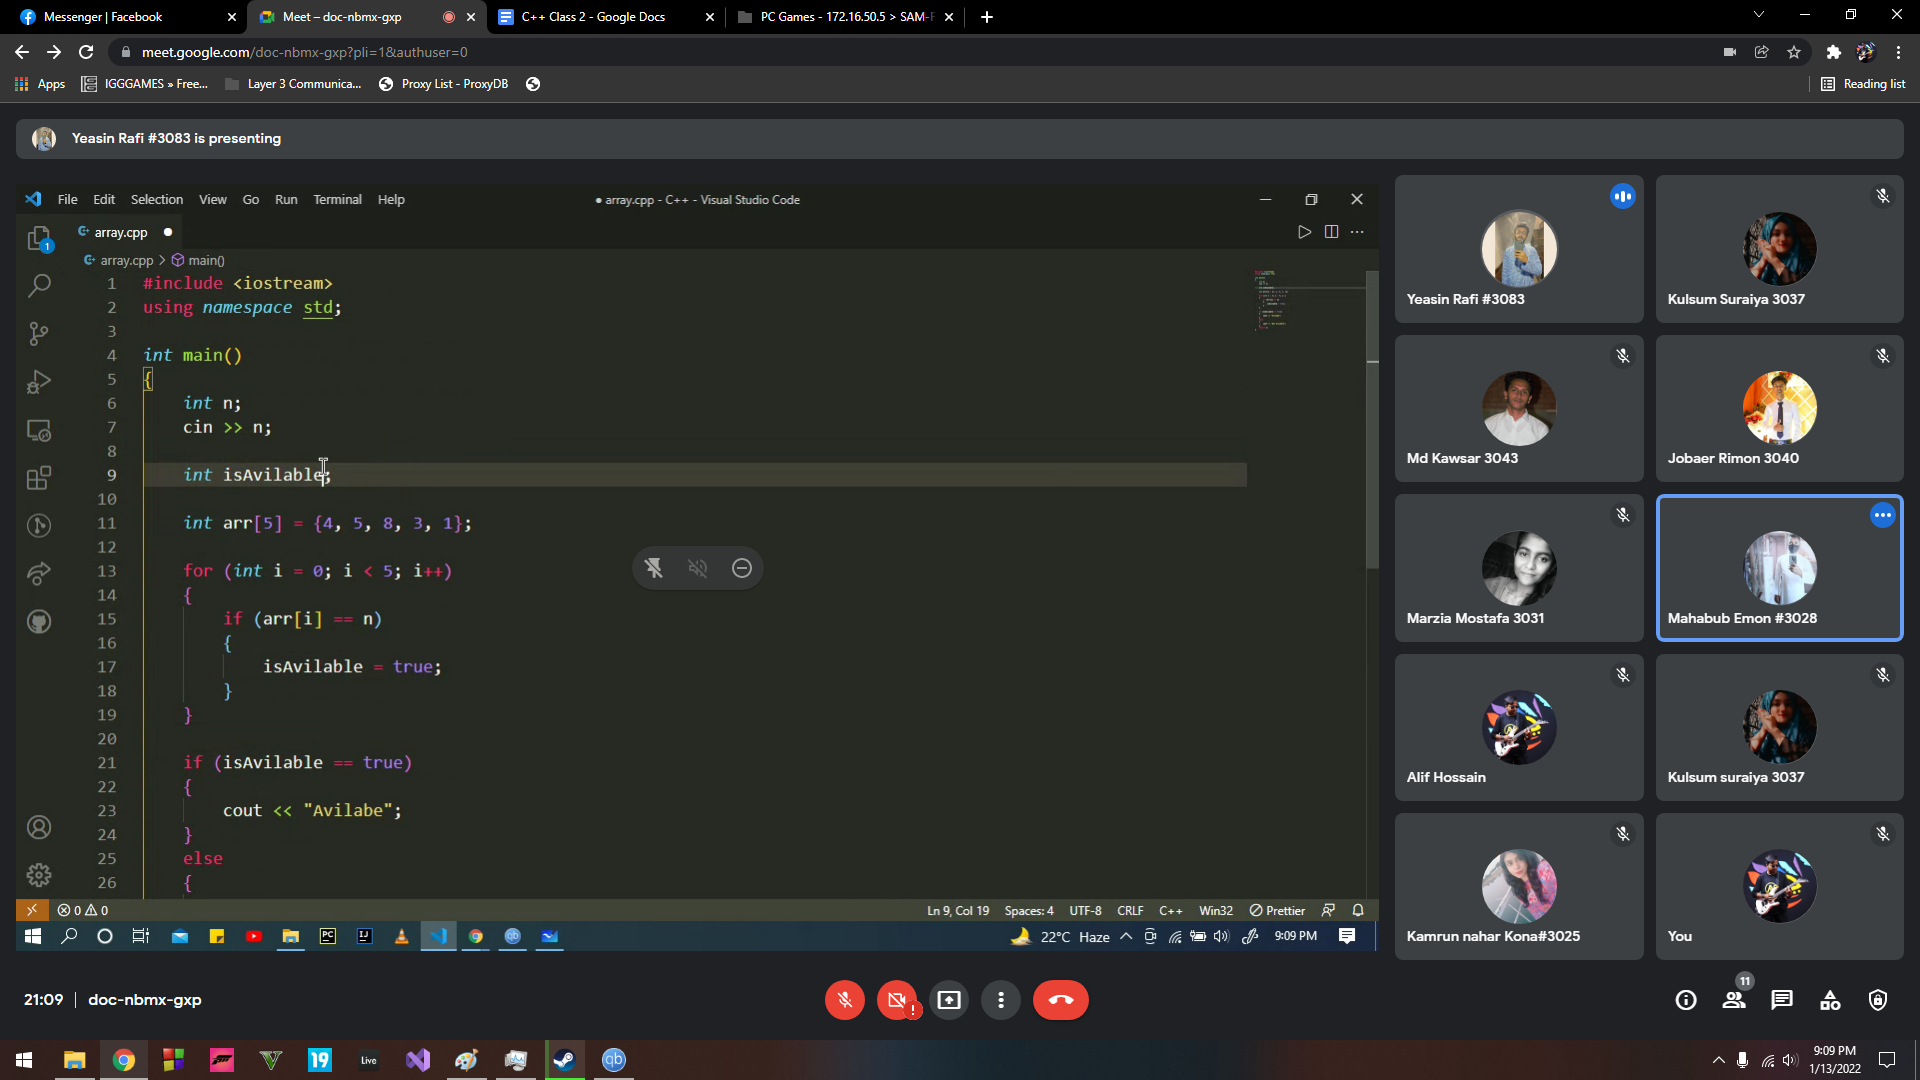 Messenger | Facebook
Meet – doc-nbmx-gxp
C++ Class 2 - Google Docs
PC Games - 172.16.50.5 > SAM-
meet.google.com/doc-nbmx-gxp?pli=1&authuser=0
Apps
IGGGAMES » Free...
Layer 3 Communica...
Proxy List - ProxyDB
Reading list
Yeasin Rafi #3083 is presenting
File Edit Selection View Go Run Terminal Help
● array.cpp - C++ - Visual Studio Code
array.cpp
array.cpp > main()
1 #include <iostream>
2 using namespace std;
3
4 int main()
5 {
6 int n;
7 cin >> n;
8
9 int isAvilable;
10
11 int arr[5] = {4, 5, 8, 3, 1};
12
13 for (int i = 0; i < 5; i++)
14 {
15 if (arr[i] == n)
16 {
17 isAvilable = true;
18 }
19 }
20
21 if (isAvilable == true)
22 {
23 cout << "Avilabe";
24 }
25 else
26 {
1
0 0
Ln 9, Col 19
Spaces: 4
UTF-8
CRLF
C++
Win32
Prettier
PC
IJ
qb
22°C Haze
9:09 PM
Yeasin Rafi #3083
Kulsum Suraiya 3037
Md Kawsar 3043
Jobaer Rimon 3040
Marzia Mostafa 3031
Mahabub Emon #3028
Alif Hossain
Kulsum suraiya 3037
Kamrun nahar Kona#3025
You
21:09 | doc-nbmx-gxp
!
11
19
Live
qb
9:09 PM
1/13/2022